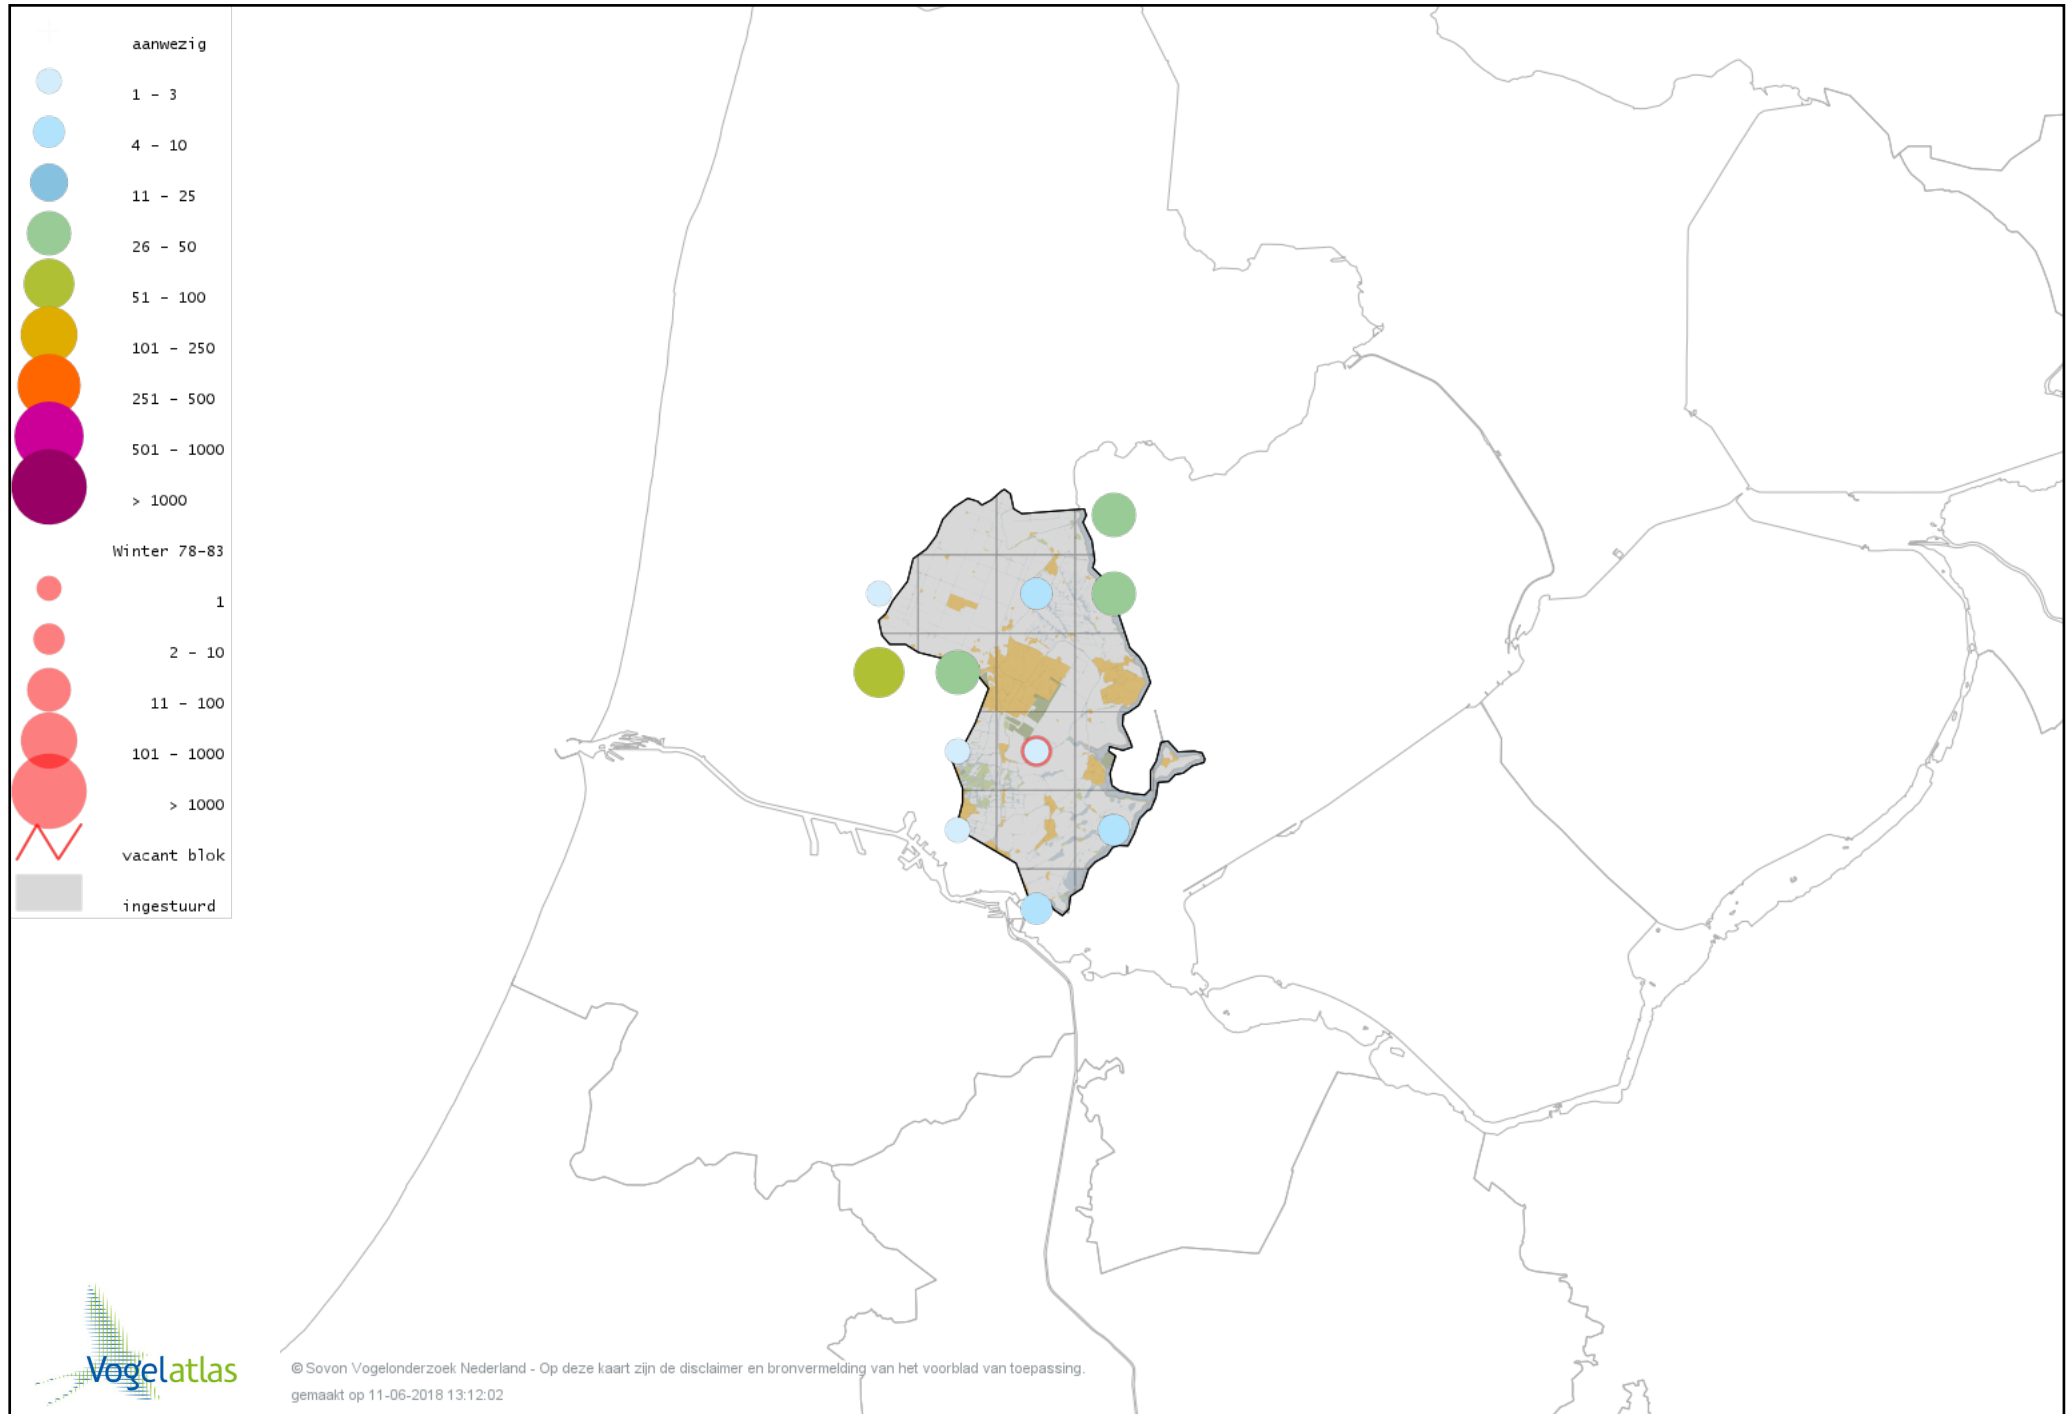 aanwezig
1 - 3
4 - 10
11 - 25
26 - 50
51 - 100
101 - 250
251 - 500
501 - 1000
> 1000
Winter 78-83
1
2 - 10
11 - 100
101 - 1000
> 1000
vacant blok
ingestuurd
Vogelatlas
© Sovon Vogelonderzoek Nederland - Op deze kaart zijn de disclaimer en bronvermelding van het voorblad van toepassing.
gemaakt op 11-06-2018 13:12:02